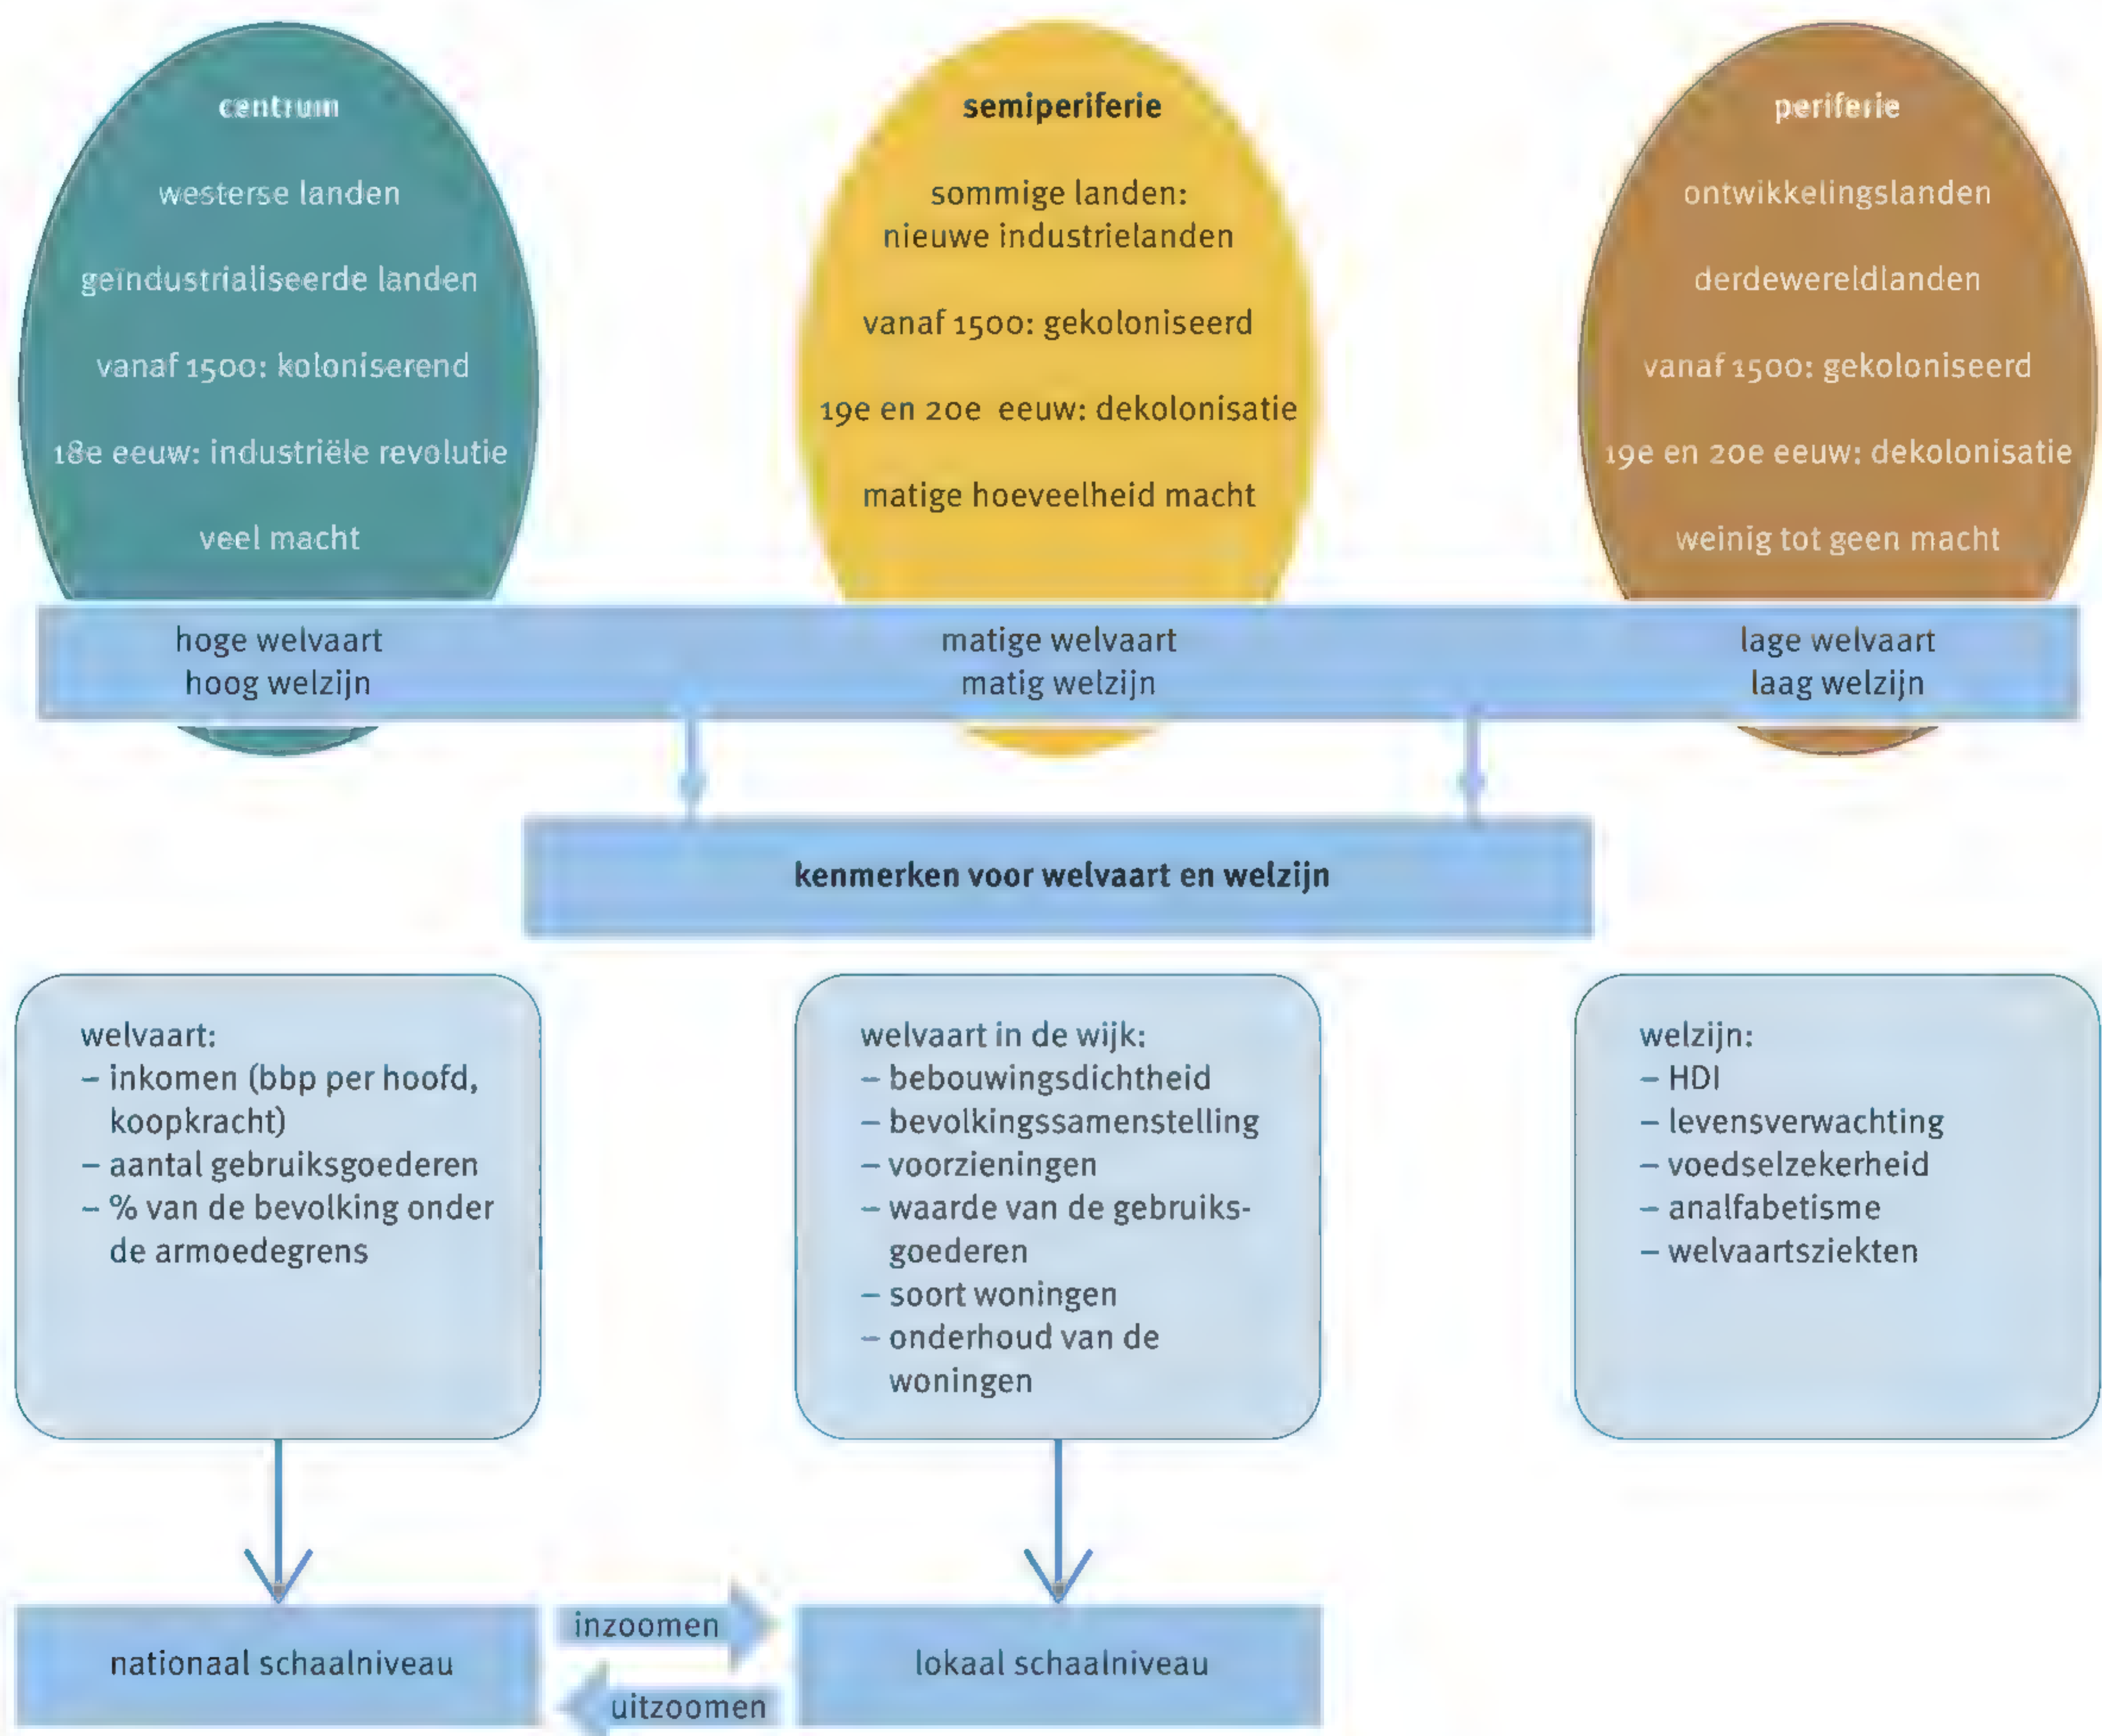 centrum
westerse landen
geïndustrialiseerde landen
vanaf 1500: koloniserend
18e eeuw: industriële revolutie
veel macht
hoge welvaart
hoog welzijn
semiperiferie
sommige landen:
nieuwe industrielanden
vanaf 1500: gekoloniseerd
19e en 20e eeuw: dekolonisatie
matige hoeveelheid macht
matige welvaart
matig welzijn
periferie
ontwikkelingslanden
derdewereldlanden
vanaf 1500: gekoloniseerd
19e en 20e eeuw: dekolonisatie
weinig tot geen macht
lage welvaart
laag welzijn
kenmerken voor welvaart en welzijn
welvaart:
– inkomen (bbp per hoofd,
koopkracht)
– aantal gebruiksgoederen
– % van de bevolking onder
de armoedegrens
welvaart in de wijk:
– bebouwingsdichtheid
– bevolkingssamenstelling
– voorzieningen
– waarde van de gebruiks-
goederen
– soort woningen
– onderhoud van de
woningen
welzijn:
– HDI
– levensverwachting
– voedselzekerheid
– analfabetisme
– welvaartsziekten
nationaal schaalniveau
inzoomen
uitzoomen
lokaal schaalniveau